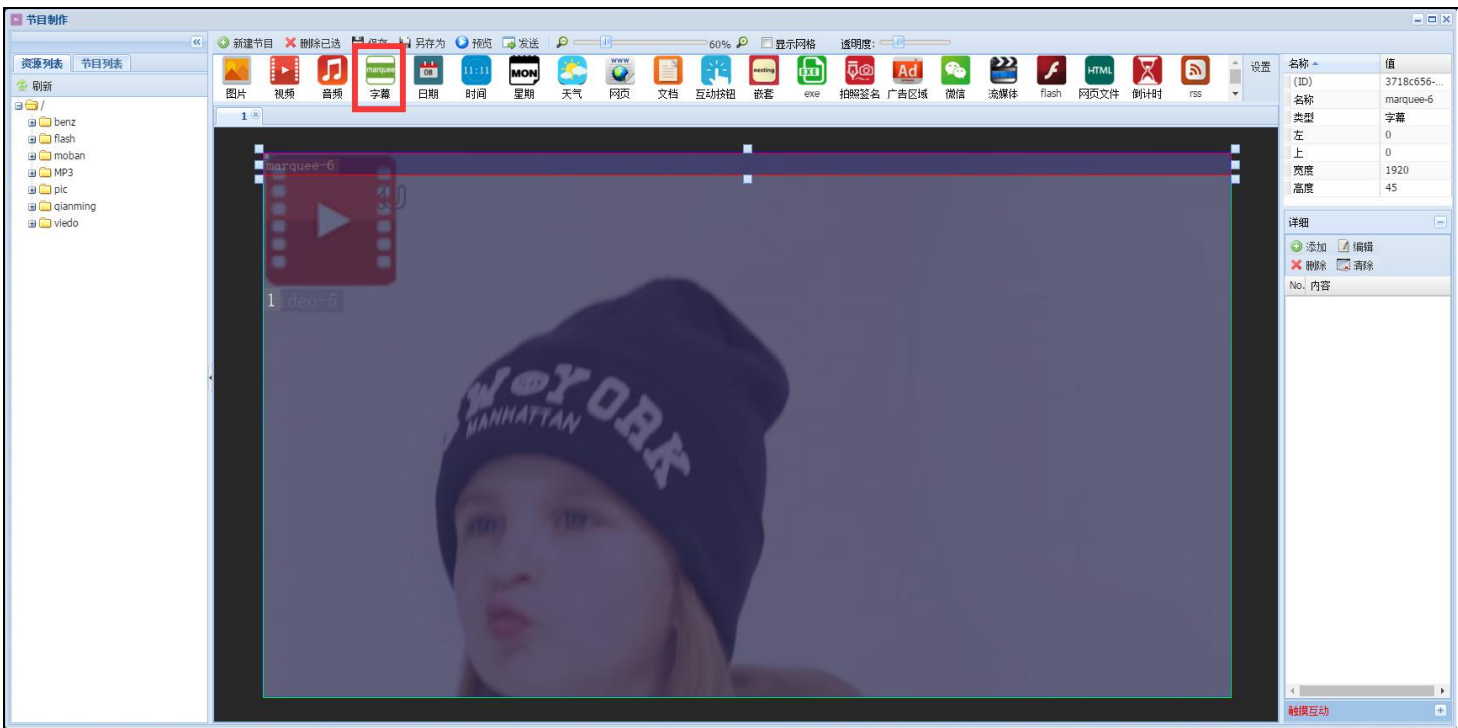 节目制作
新建节目 删除已选 保存 另存为 预览 发送 60% 显示网格 透明度:
资源列表 节目列表
刷新
/
benz
flash
moban
MP3
pic
qianming
viedo
www
marquee 08 11:11 MON nesting EXE Ad HTML
图片 视频 音频 字幕 日期 时间 星期 天气 网页 文档 互动按钮 嵌套 exe 拍照签名 广告区域 微信 流媒体 flash 网页文件 倒计时 rss
设置
1
marquee-6
1
ideo-5
NEW YORK
MANHATTAN
名称 值
(ID) 3718c656-...
名称 marquee-6
类型 字幕
左 0
上 0
宽度 1920
高度 45
详细
添加 编辑
删除 清除
No. 内容
触摸互动